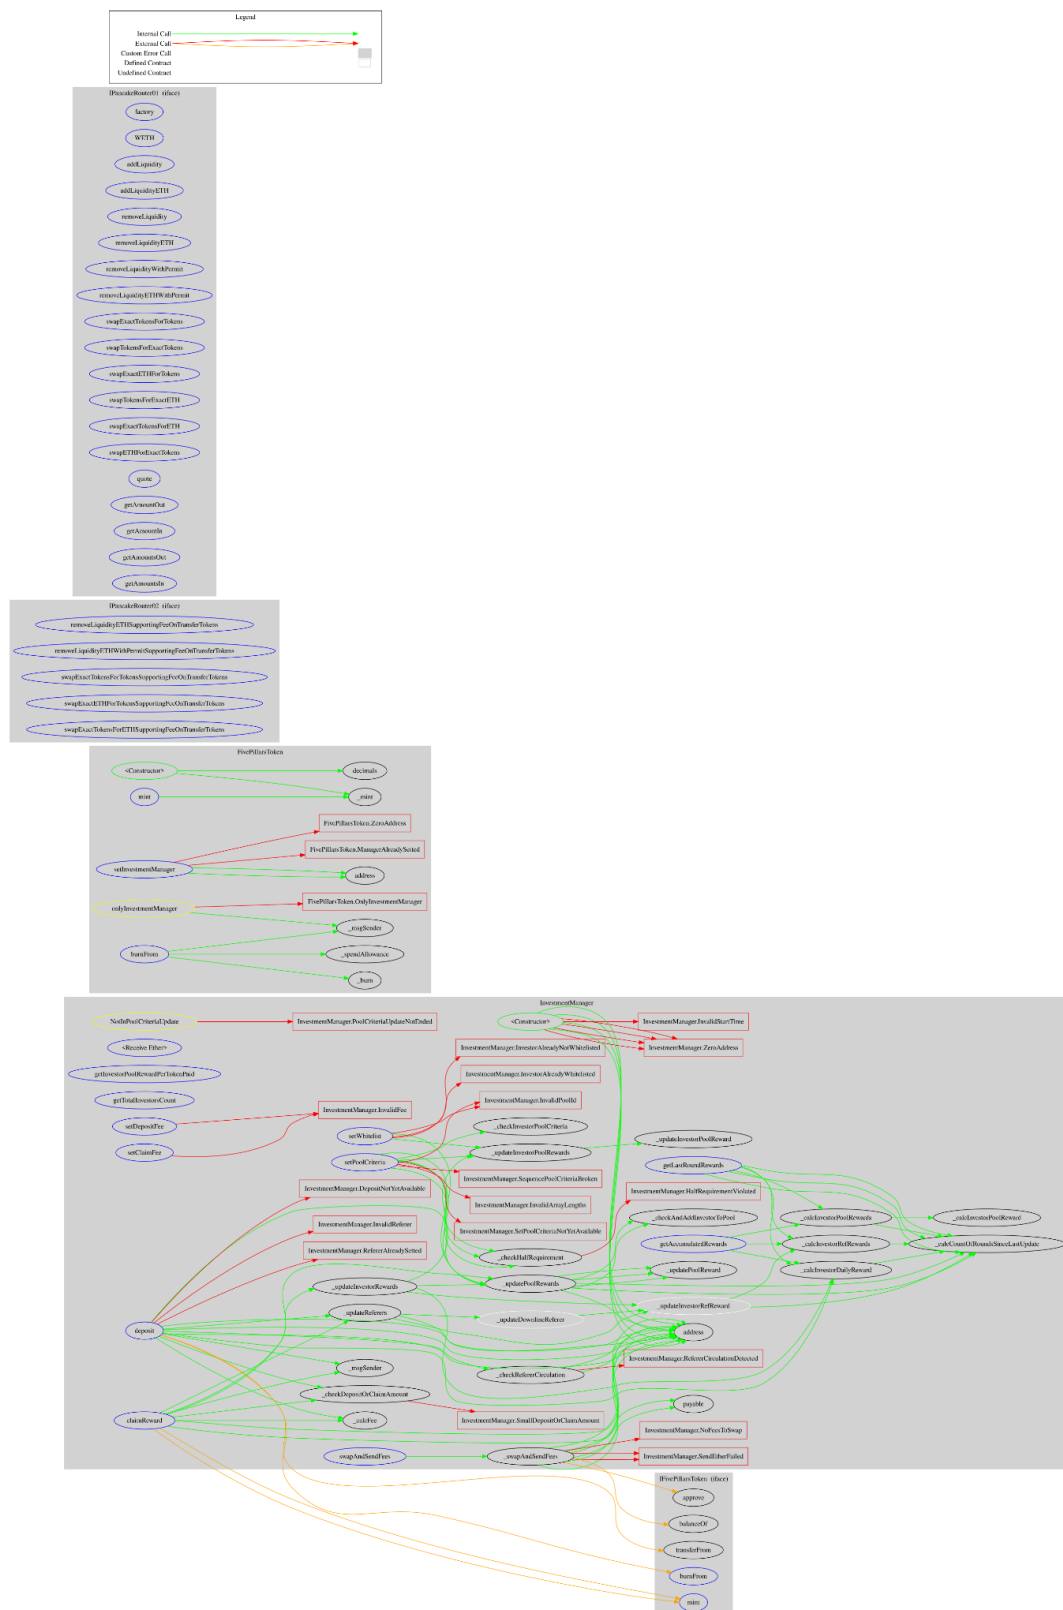 Legend
Internal Call
External Call
Custom Error Call
Defined Contract
Undefined Contract
IPancakeRouter01 (iface)
factory
WETH
addLiquidity
addLiquidityETH
removeLiquidity
removeLiquidityETH
removeLiquidityWithPermit
removeLiquidityETHWithPermit
swapExactTokensForTokens
swapTokensForExactTokens
swapExactETHForTokens
swapTokensForExactETH
swapExactTokensForETH
swapETHForExactTokens
quote
getAmountOut
getAmountIn
getAmountsOut
getAmountsIn
IPancakeRouter02 (iface)
removeLiquidityETHSupportingFeeOnTransferTokens
removeLiquidityETHWithPermitSupportingFeeOnTransferTokens
swapExactTokensForTokensSupportingFeeOnTransferTokens
swapExactETHForTokensSupportingFeeOnTransferTokens
swapExactTokensForETHSupportingFeeOnTransferTokens
FivePillarsToken
<Constructor>
decimals
mint
_mint
FivePillarsToken.ZeroAddress
FivePillarsToken.ManagerAlreadySetted
setInvestmentManager
address
onlyInvestmentManager
FivePillarsToken.OnlyInvestmentManager
_msgSender
burnFrom
_spendAllowance
_burn
InvestmentManager
NotInPoolCriteriaUpdate
InvestmentManager.PoolCriteriaUpdateNotEnded
<Constructor>
InvestmentManager.InvalidStartTime
<Receive Ether>
InvestmentManager.InvestorAlreadyNotWhitelisted
InvestmentManager.ZeroAddress
getInvestorPoolRewardPerTokenPaid
InvestmentManager.InvestorAlreadyWhitelisted
getTotalInvestorsCount
InvestmentManager.InvalidFee
InvestmentManager.InvalidPoolId
setDepositFee
_checkInvestorPoolCriteria
setWhitelist
_updateInvestorPoolReward
setClaimFee
_updateInvestorPoolRewards
setPoolCriteria
getLastRoundRewards
InvestmentManager.SequencePoolCriteriaBroken
InvestmentManager.DepositNotYetAvailable
InvestmentManager.HalfRequirementViolated
InvestmentManager.InvalidArrayLengths
InvestmentManager.InvalidReferer
_checkAndAddInvestorToPool
_calcInvestorPoolRewards
_calcInvestorPoolReward
InvestmentManager.SetPoolCriteriaNotYetAvailable
InvestmentManager.RefererAlreadySetted
_checkHalfRequirement
getAccumulatedRewards
_calcInvestorRefRewards
_calcCountOfRoundsSinceLastUpdate
_updateInvestorRewards
_updatePoolRewards
_updatePoolReward
_calcInvestorDailyReward
_updateReferers
_updateDownlineReferer
_updateInvestorRefReward
deposit
address
_msgSender
_checkReferrerCirculation
InvestmentManager.ReferrerCirculationDetected
_checkDepositOrClaimAmount
payable
claimReward
_calcFee
InvestmentManager.SmallDepositOrClaimAmount
InvestmentManager.NoFeesToSwap
swapAndSendFees
_swapAndSendFees
InvestmentManager.SendEtherFailed
IFivePillarsToken (iface)
approve
balanceOf
transferFrom
burnFrom
mint